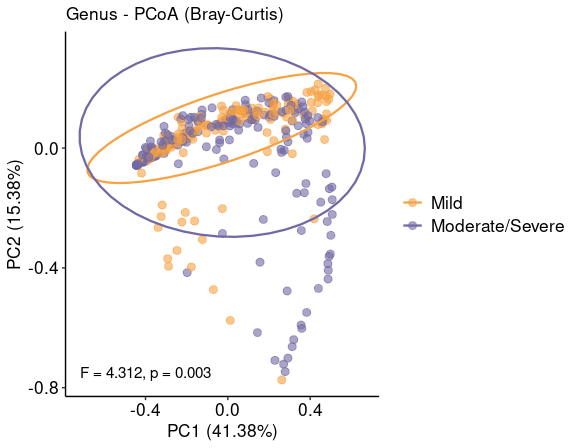 Genus - PCoA (Bray-Curtis)
PC2 (15.38%)
0.0
-0.4
-0.8
F = 4.312, p = 0.003
-0.4 0.0 0.4
PC1 (41.38%)
Mild
Moderate/Severe